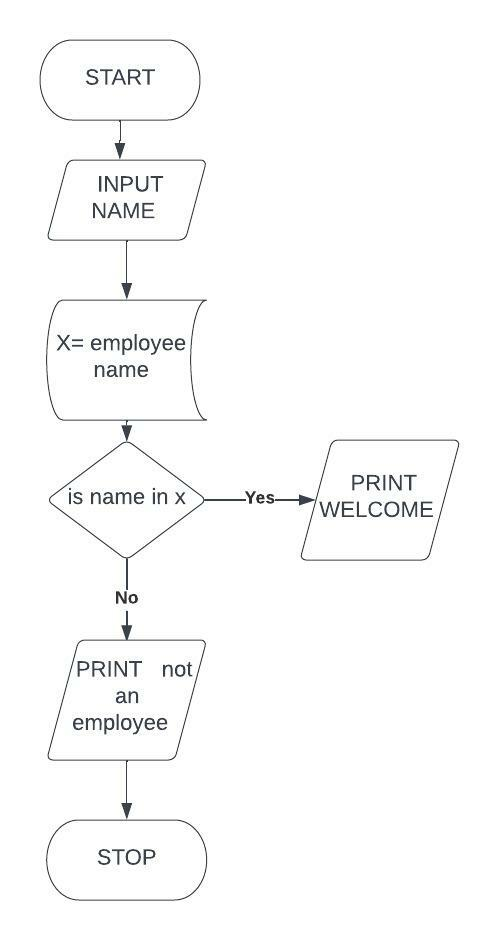 START
INPUT
NAME
X= employee
name
is name in x
Yes
PRINT
WELCOME
No
PRINT not
an
employee
STOP